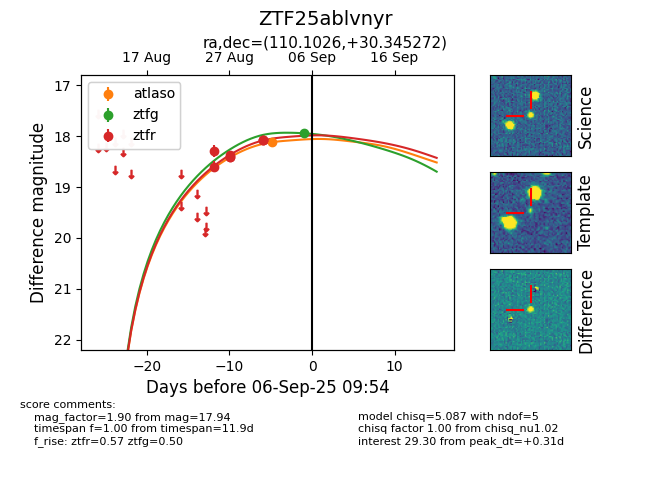 ZTF25ablvnyr
ra,dec=(110.1026,+30.345272)
17 Aug 27 Aug 06 Sep 16 Sep
17
18
19
20
21
22
Difference magnitude
atlaso
ztfg
ztfr
−20 −10 0 10
Days before 06-Sep-25 09:54
Science
Template
Difference
score comments:
mag_factor=1.90 from mag=17.94
timespan f=1.00 from timespan=11.9d
f_rise: ztfr=0.57 ztfg=0.50
model chisq=5.087 with ndof=5
chisq factor 1.00 from chisq_nu1.02
interest 29.30 from peak_dt=+0.31d